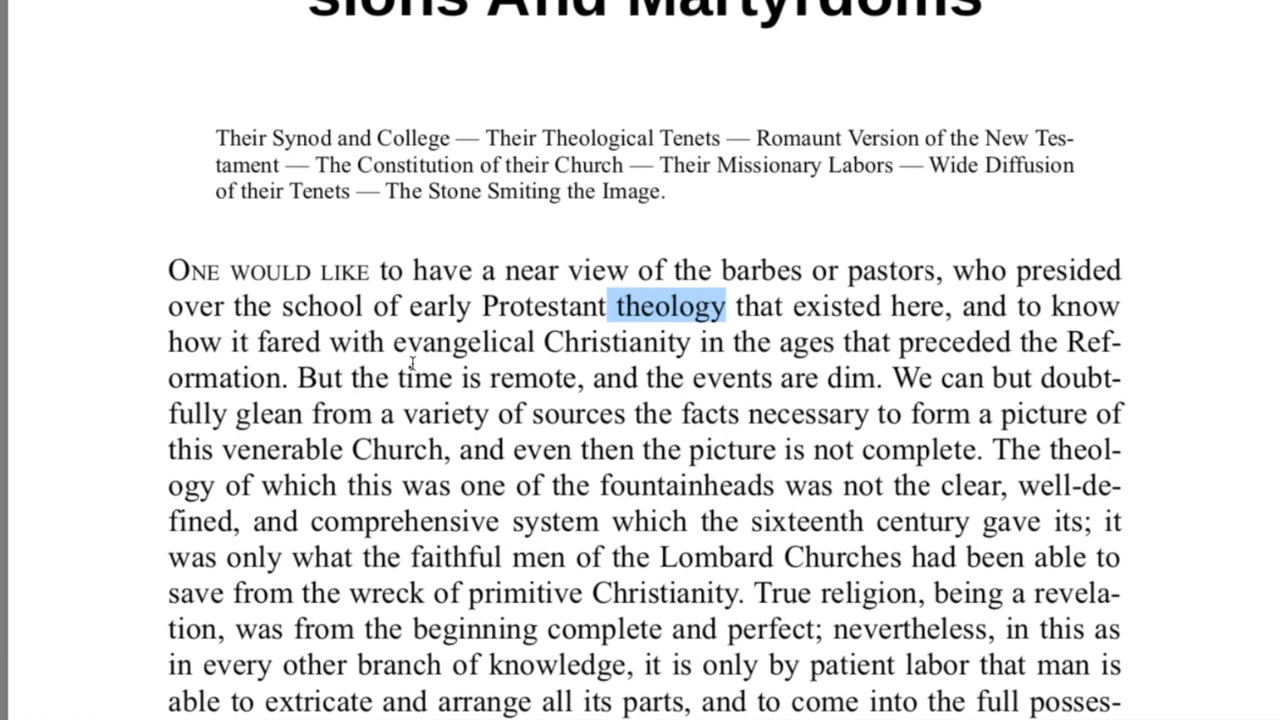 sions And Martyrdoms
Their Synod and College — Their Theological Tenets — Romaunt Version of the New Tes-
tament — The Constitution of their Church — Their Missionary Labors — Wide Diffusion
of their Tenets — The Stone Smiting the Image.
ONE WOULD LIKE to have a near view of the barbes or pastors, who presided
over the school of early Protestant theology that existed here, and to know
how it fared with evangelical Christianity in the ages that preceded the Ref-
ormation. But the time is remote, and the events are dim. We can but doubt-
fully glean from a variety of sources the facts necessary to form a picture of
this venerable Church, and even then the picture is not complete. The theol-
ogy of which this was one of the fountainheads was not the clear, well-de-
fined, and comprehensive system which the sixteenth century gave its; it
was only what the faithful men of the Lombard Churches had been able to
save from the wreck of primitive Christianity. True religion, being a revela-
tion, was from the beginning complete and perfect; nevertheless, in this as
in every other branch of knowledge, it is only by patient labor that man is
able to extricate and arrange all its parts, and to come into the full posses-